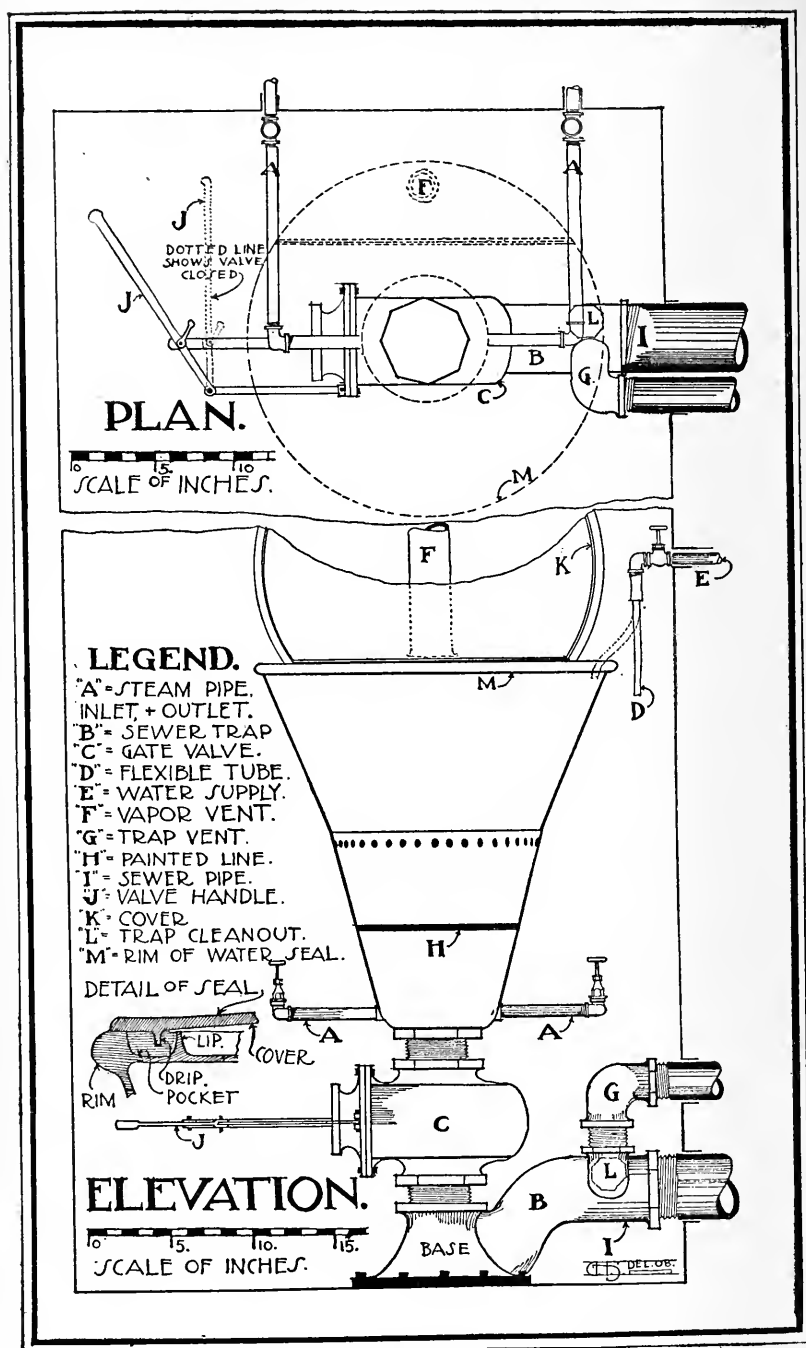 A
A
F
J
DOTTED LINE
SHOWS VALVE
CLOSED
J
L
I
B
G
C
PLAN.
0 5. 10
SCALE OF INCHES.
M
F
K
E
LEGEND.
"A"= STEAM PIPE.
INLET, + OUTLET.
"B"= SEWER TRAP
"C"= GATE VALVE.
"D"= FLEXIBLE TUBE.
"E"= WATER SUPPLY.
"F"= VAPOR VENT.
"G"= TRAP VENT.
"H"= PAINTED LINE.
"I"= SEWER PIPE.
"J"= VALVE HANDLE.
"K"= COVER
"L"= TRAP CLEANOUT.
"M"= RIM OF WATER SEAL.
M
D
H
DETAIL OF SEAL
LIP.
COVER
DRIP.
POCKET
RIM
A
A
J
C
G
L
B
ELEVATION.
0 5. 10. 15.
SCALE OF INCHES.
BASE
I
DEL. 08.